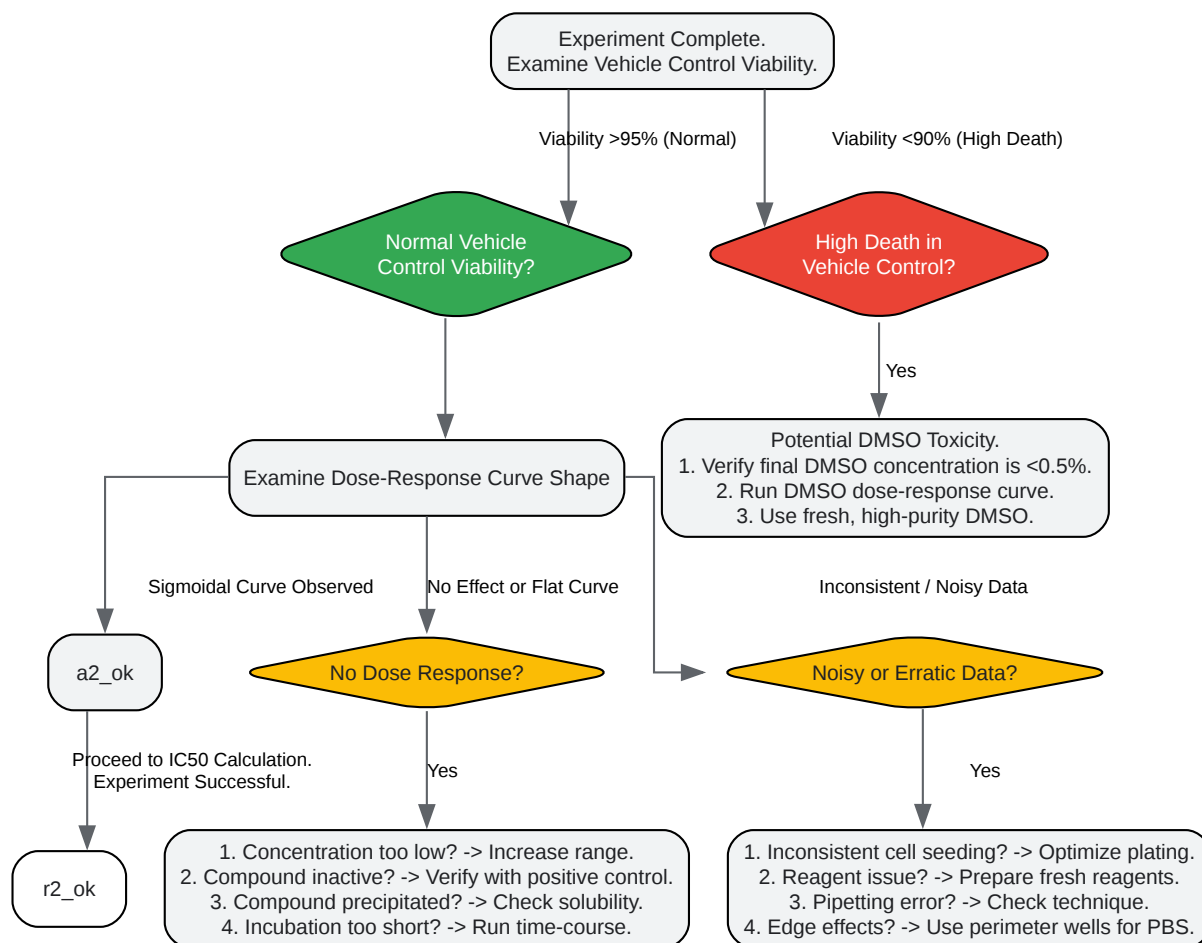 Experiment Complete.
Examine Vehicle Control Viability.
Viability >95% (Normal)
Viability <90% (High Death)
Normal Vehicle
Control Viability?
High Death in
Vehicle Control?
Yes
Potential DMSO Toxicity.
1. Verify final DMSO concentration is <0.5%.
2. Run DMSO dose-response curve.
3. Use fresh, high-purity DMSO.
Examine Dose-Response Curve Shape
Sigmoidal Curve Observed
No Effect or Flat Curve
Inconsistent / Noisy Data
a2_ok
No Dose Response?
Noisy or Erratic Data?
Proceed to IC50 Calculation.
Experiment Successful.
Yes
Yes
r2_ok
1. Concentration too low? -> Increase range.
2. Compound inactive? -> Verify with positive control.
3. Compound precipitated? -> Check solubility.
4. Incubation too short? -> Run time-course.
1. Inconsistent cell seeding? -> Optimize plating.
2. Reagent issue? -> Prepare fresh reagents.
3. Pipetting error? -> Check technique.
4. Edge effects? -> Use perimeter wells for PBS.